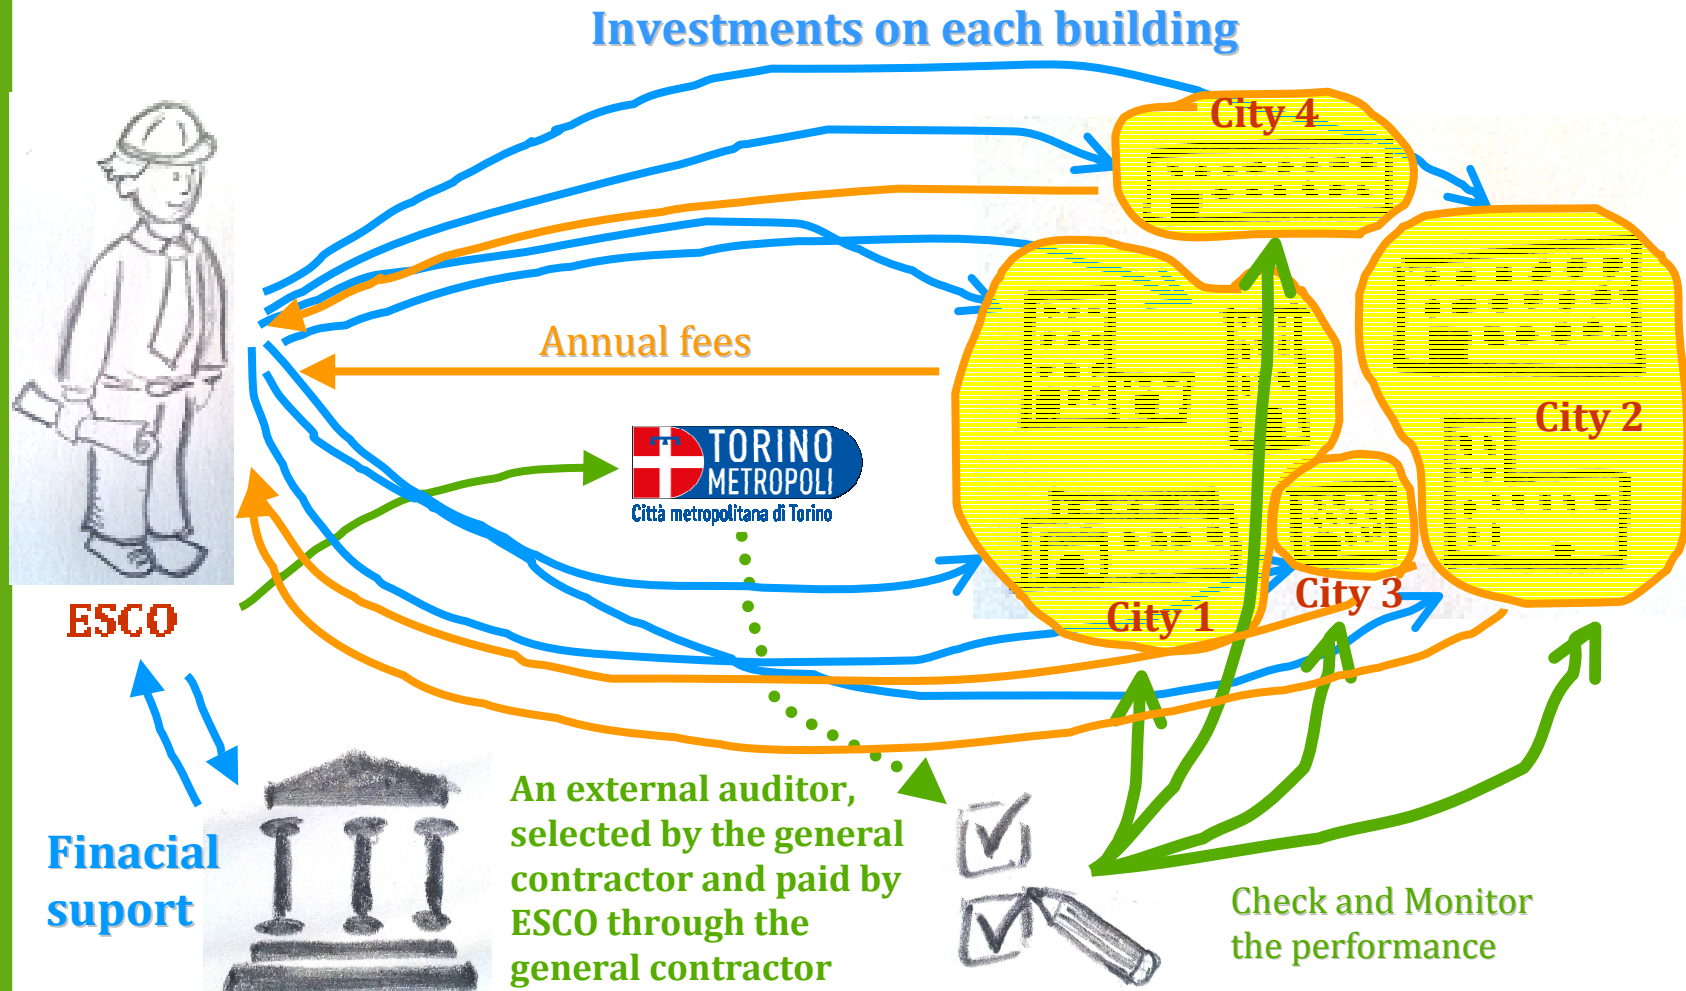 Investments on each building
City 4
Annual fees
City 2
TORINO
METROPOLI
Città metropolitana di Torino
City 3
City 1
ESCO
Finacial
suport
An external auditor,
selected by the general
contractor and paid by
ESCO through the
general contractor
Check and Monitor
the performance